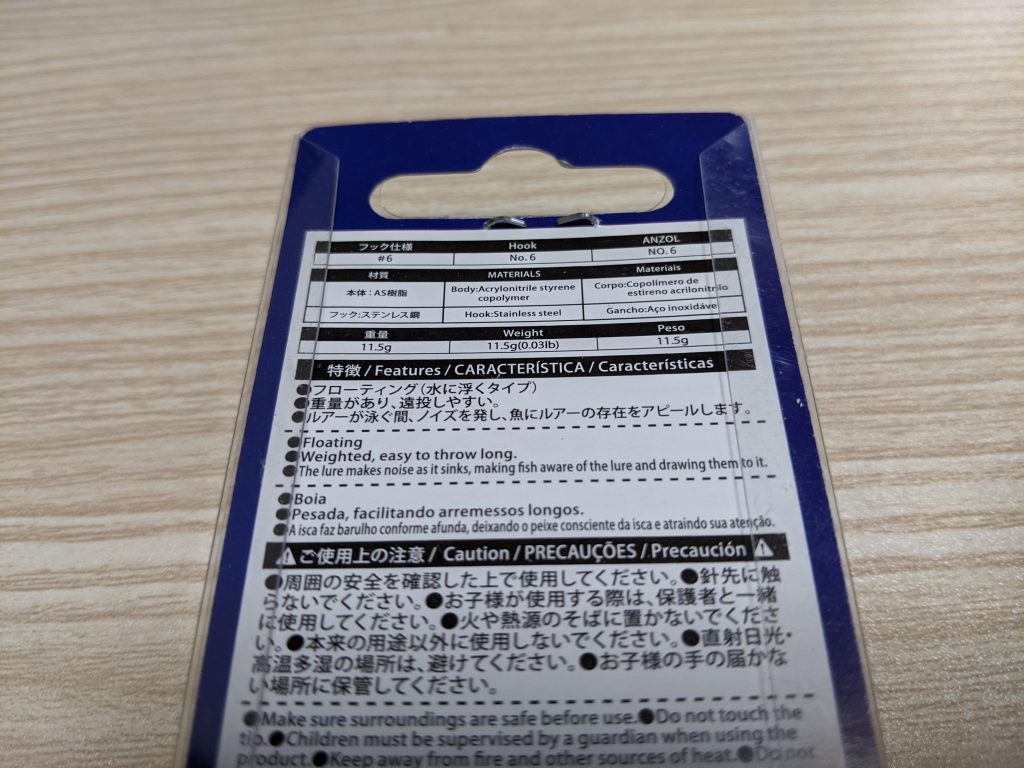 フック仕様 Hook ANZOL
#6 No. 6 NO. 6
材質 MATERIALS Materiais
本体：AS樹脂 Body:Acrylonitrile styrene copolymer Corpo:Copolímero de estireno acrilonitrilo
フック:ステンレス鋼 Hook:Stainless steel Gancho:Aço inoxidáve
重量 Weight Peso
11.5g 11.5g(0.03lb) 11.5g
特徴 / Features / CARACTERÍSTICA / Características
●フローティング（水に浮くタイプ）
●重量があり、遠投しやすい。
●ルアーが泳ぐ間、ノイズを発し、魚にルアーの存在をアピールします。
●Floating
●Weighted, easy to throw long.
●The lure makes noise as it sinks, making fish aware of the lure and drawing them to it.
●Boia
●Pesada, facilitando arremessos longos.
●A isca faz barulho conforme afunda, deixando o peixe consciente da isca e atraindo sua atenção.
⚠ご使用上の注意 / Caution / PRECAUÇÕES / Precaución ⚠
●周囲の安全を確認した上で使用してください。●針先に触
らないでください。●お子様が使用する際は、保護者と一緒
に使用してください。●火や熱源のそばに置かないでくださ
い。●本来の用途以外に使用しないでください。●直射日光・
高温多湿の場所は、避けてください。●お子様の手の届かな
い場所に保管してください。
●Make sure surroundings are safe before use.●Do not touch the
tip.●Children must be supervised by a guardian when using the
product.●Keep away from fire and other sources of heat.●Do not